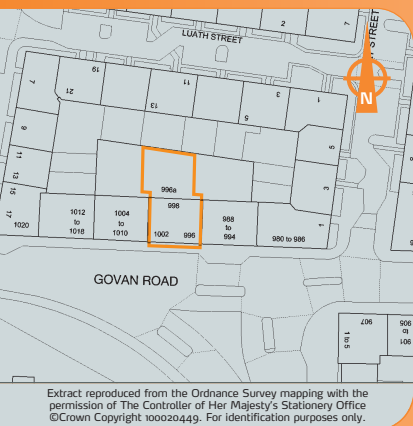 2
7
LUATH STREET
STREET
N
19
11
3
1
7
21
13
5
9
5
11
13
3
15
17
996a
998
1012
to
1018
1004
to
1010
1002
996
988
to
994
980 to 986
1
1020
GOVAN ROAD
907
905
to
901
1 to 5
Extract reproduced from the Ordnance Survey mapping with the
permission of The Controller of Her Majesty's Stationery Office
©Crown Copyright 100020449. For identification purposes only.